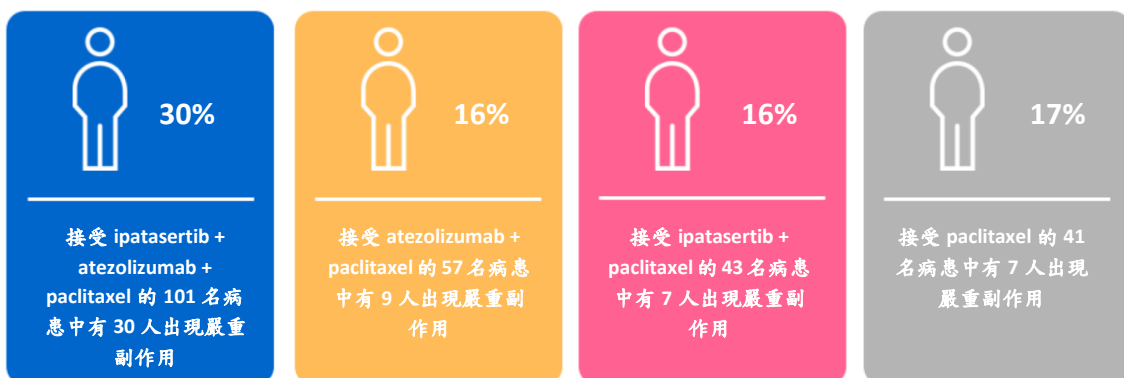 30%
接受 ipatasertib +
atezolizumab +
paclitaxel 的 101 名病
患中有 30 人出現嚴重
副作用
16%
接受 atezolizumab +
paclitaxel 的 57 名病患
中有 9 人出現嚴重副
作用
16%
接受 ipatasertib +
paclitaxel 的 43 名病患
中有 7 人出現嚴重副
作用
17%
接受 paclitaxel 的 41
名病患中有 7 人出現
嚴重副作用